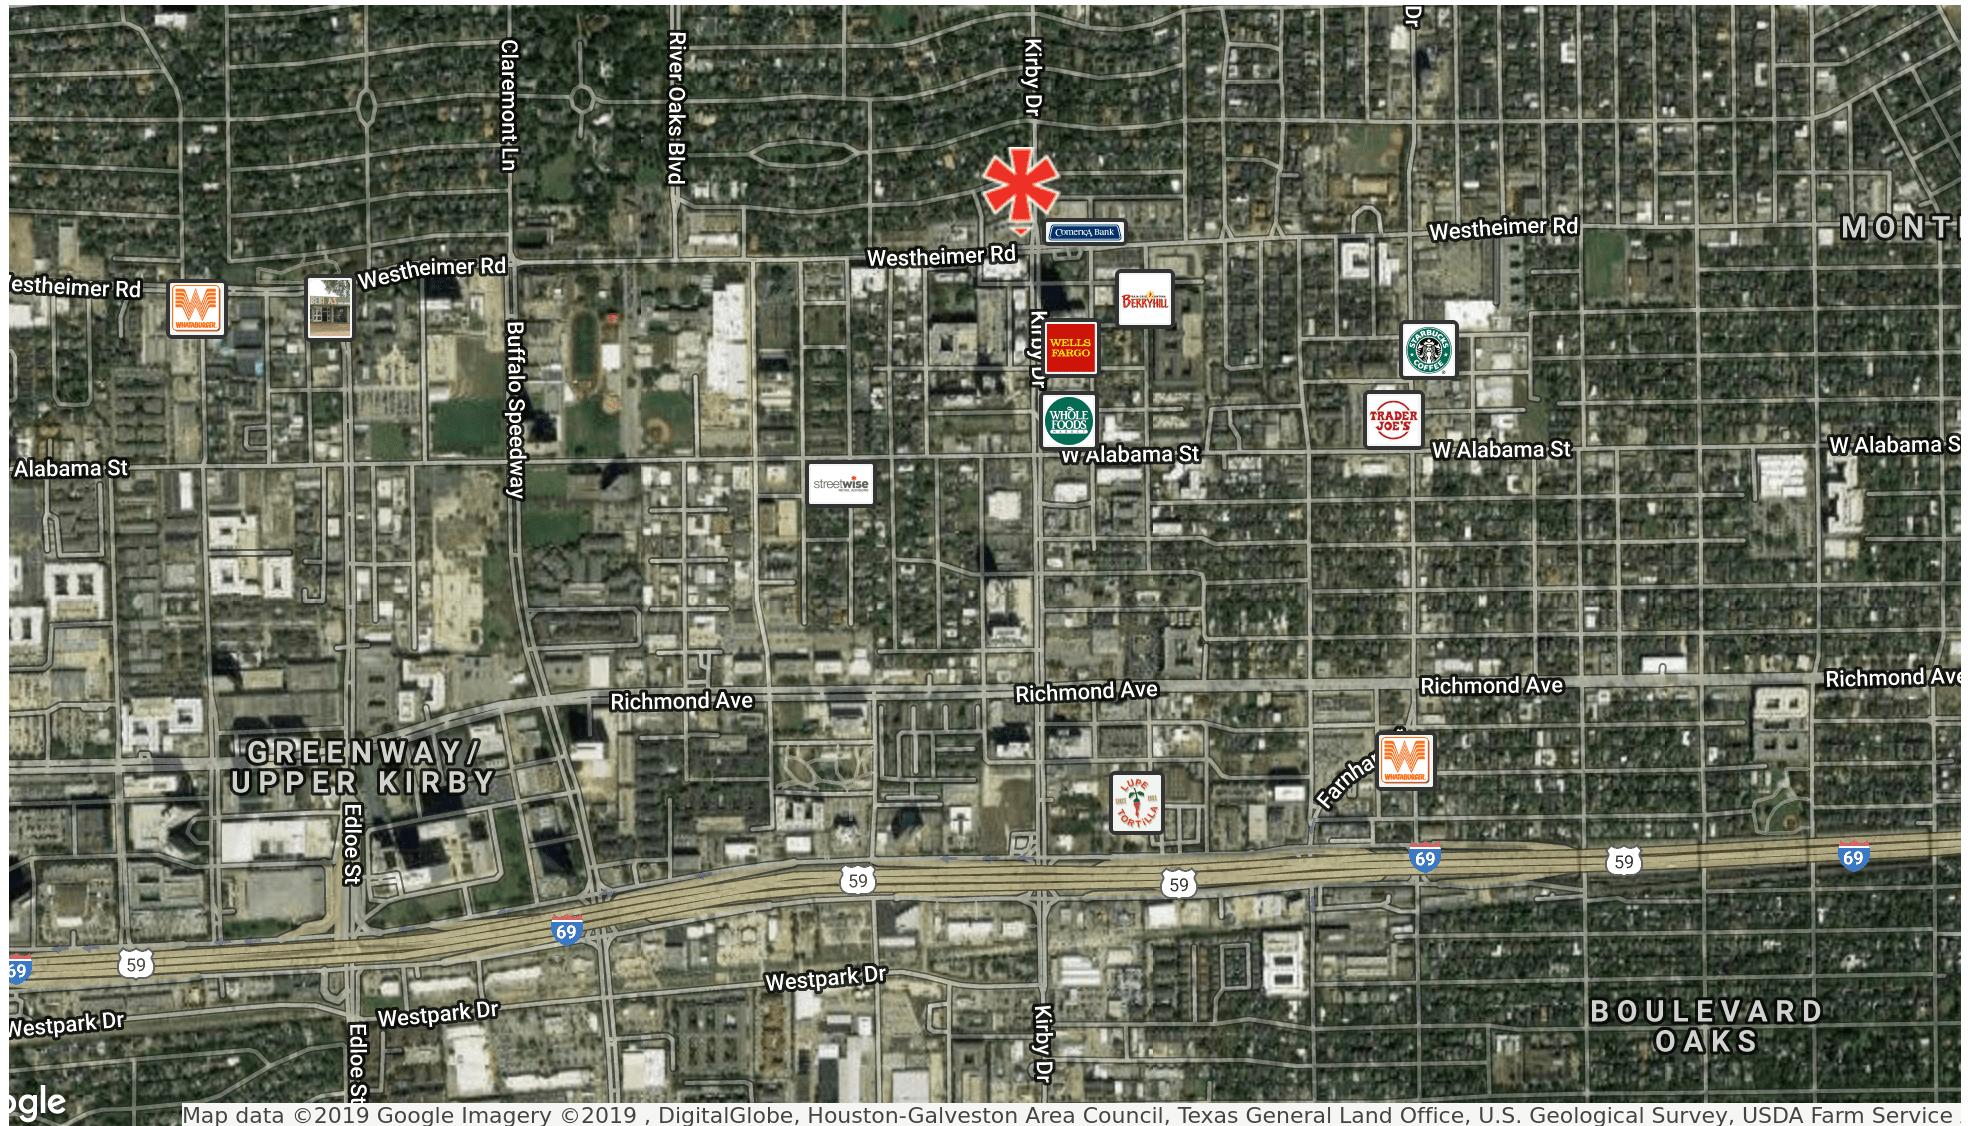 Claremont Ln
River Oaks Blvd
Kirby Dr
Dr
Comerica Bank
Westheimer Rd
Westheimer Rd
MONT
Westheimer Rd
estheimer Rd
WHATABURGER
BERRYHILL
Buffalo Speedway
Kirby Dr
WELLS
FARGO
STARBUCKS
COFFEE
WHOLE
FOODS
MARKET
TRADER
JOE'S
W Alabama St
W Alabama St
W Alabama S
Alabama St
streetwise
Richmond Ave
Richmond Ave
Richmond Ave
Richmond Ave
GREENWAY/
UPPER KIRBY
Farnha
WHATABURGER
LUPE
TORTILLA
Edloe St
59
59
69
59
69
69
59
69
Westpark Dr
Westpark Dr
Westpark Dr
Edloe St
Kirby Dr
BOULEVARD
OAKS
ogle
Map data ©2019 Google Imagery ©2019 , DigitalGlobe, Houston-Galveston Area Council, Texas General Land Office, U.S. Geological Survey, USDA Farm Service